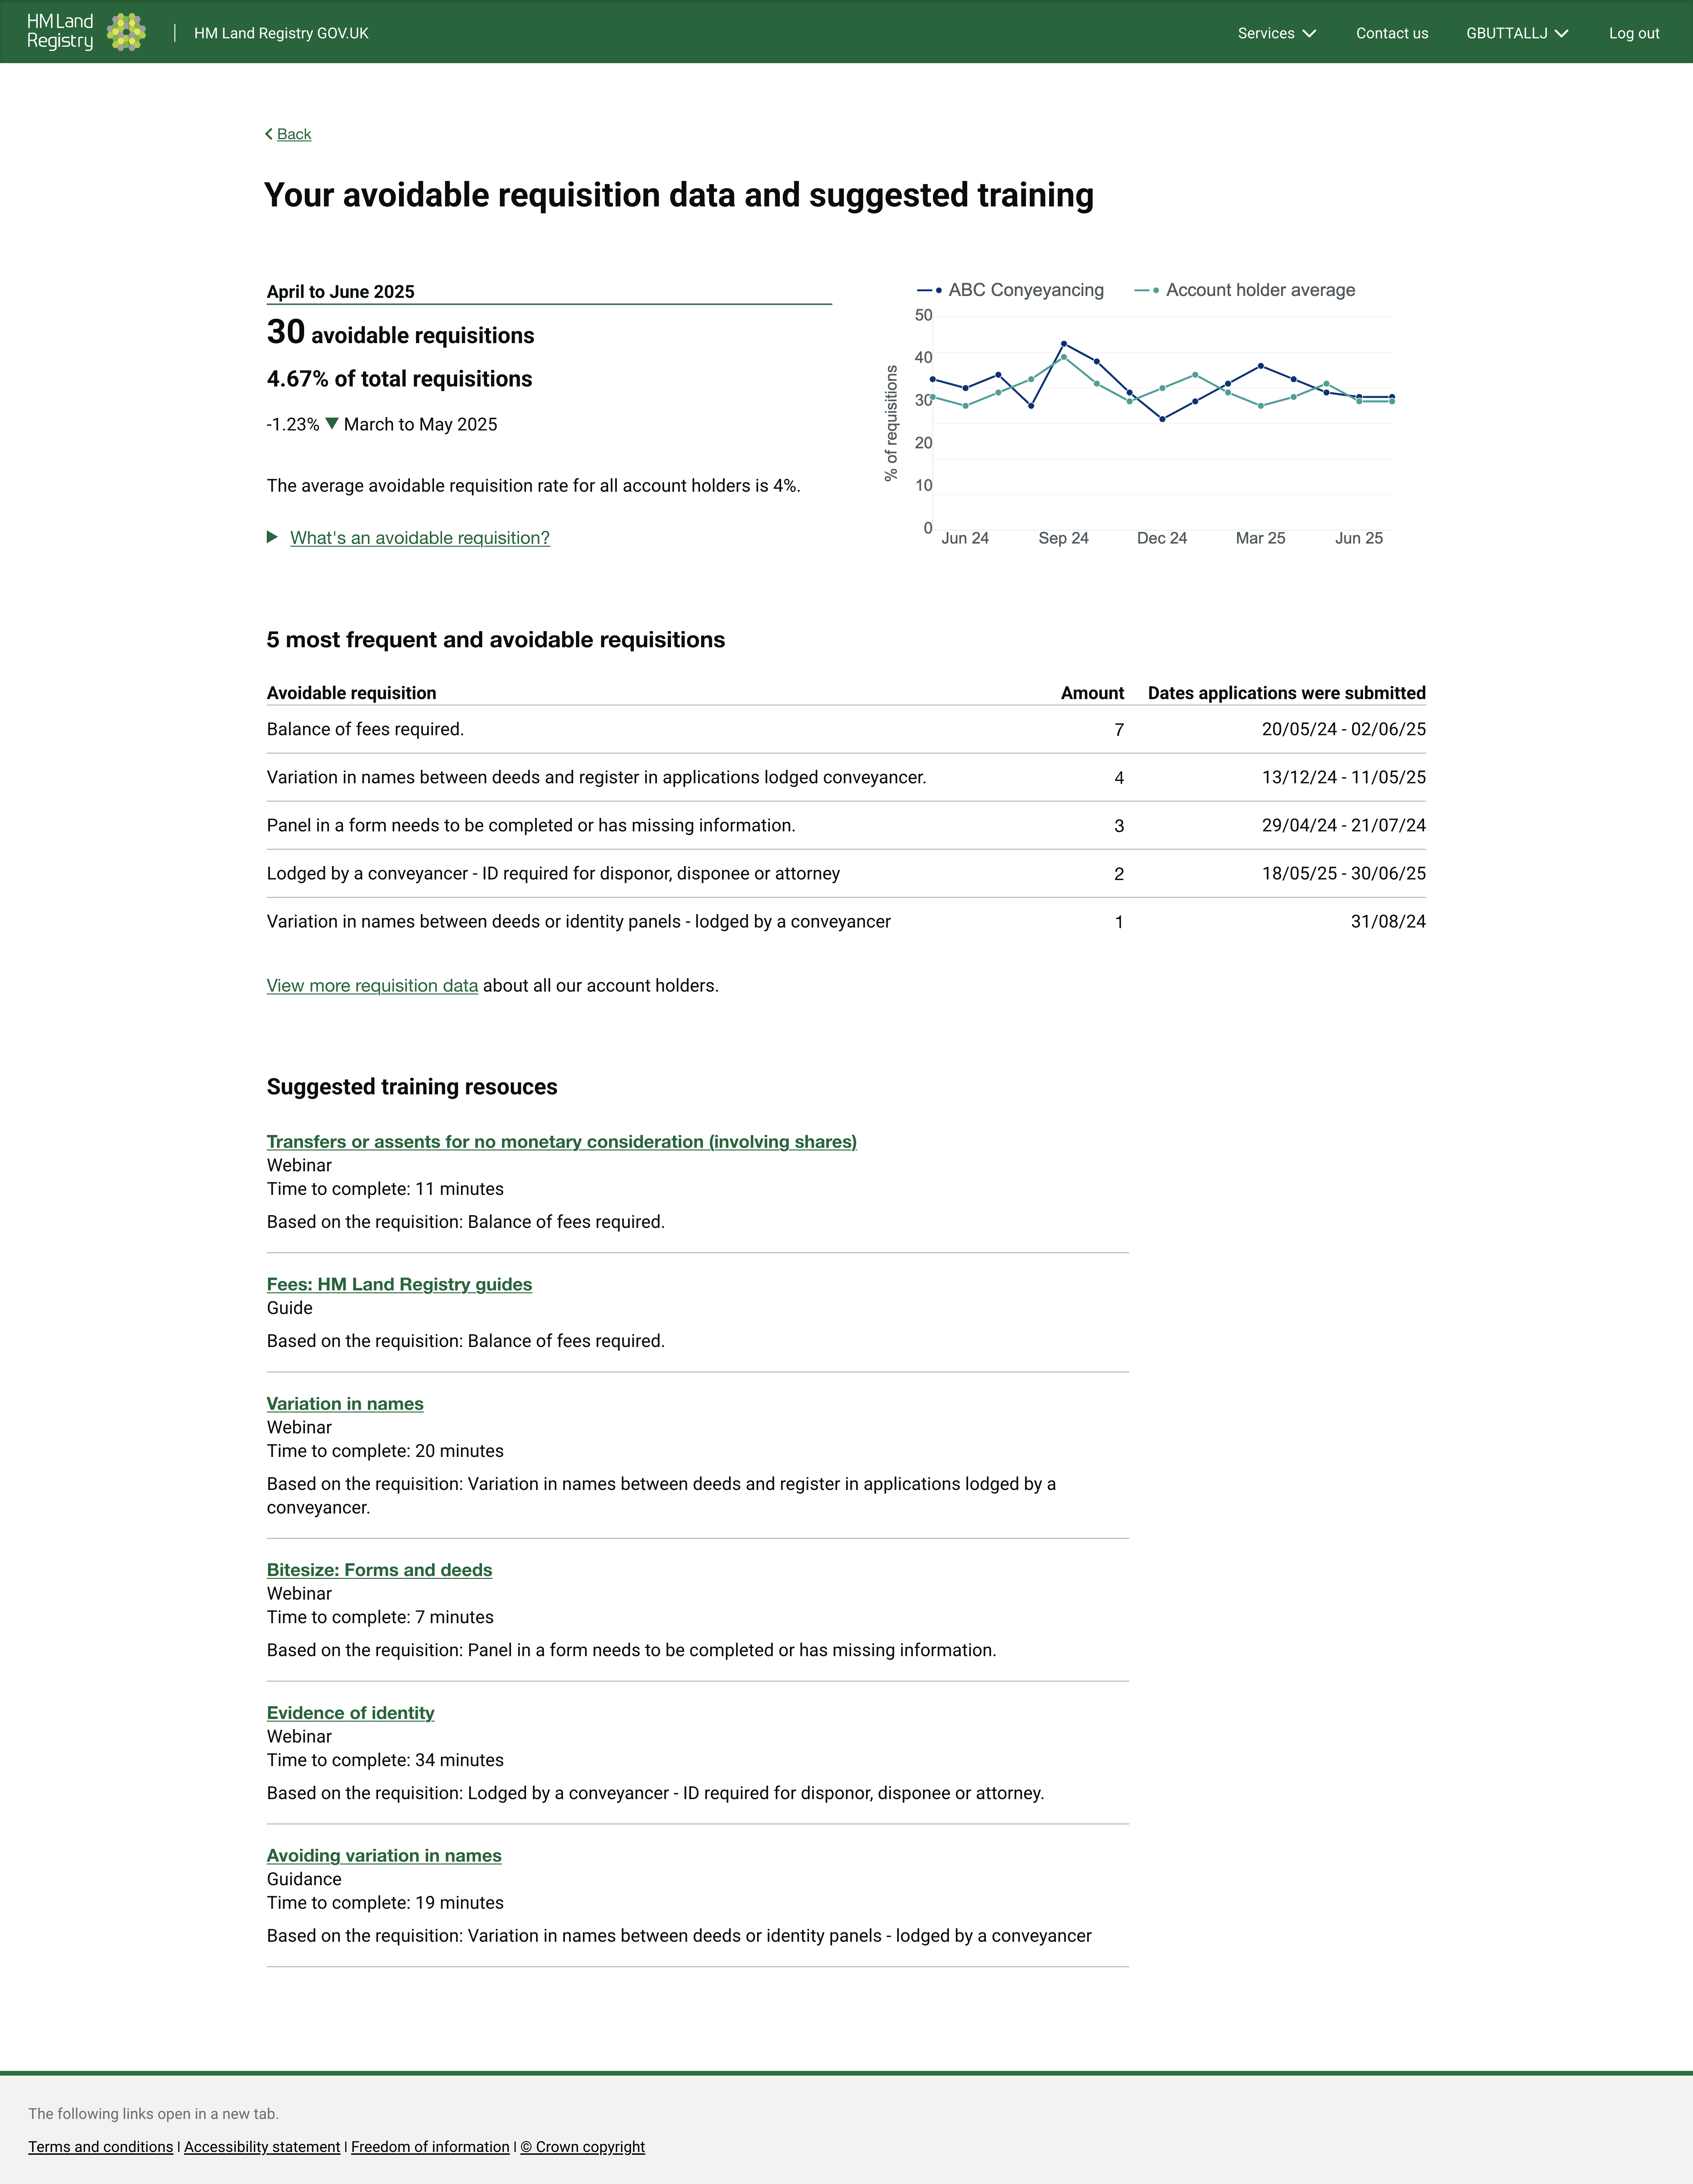 HM Land
Registry
HM Land Registry GOV.UK
Services
Contact us
GBUTTALLJ
Log out
Back
Your avoidable requisition data and suggested training
April to June 2025
30 avoidable requisitions
4.67% of total requisitions
-1.23% ▼ March to May 2025
The average avoidable requisition rate for all account holders is 4%.
What's an avoidable requisition?
ABC Conveyancing
Account holder average
% of requisitions
50
40
30
20
10
0
Jun 24
Sep 24
Dec 24
Mar 25
Jun 25
5 most frequent and avoidable requisitions
Avoidable requisition Amount Dates applications were submitted
Balance of fees required. 7 20/05/24 - 02/06/25
Variation in names between deeds and register in applications lodged conveyancer. 4 13/12/24 - 11/05/25
Panel in a form needs to be completed or has missing information. 3 29/04/24 - 21/07/24
Lodged by a conveyancer - ID required for disponor, disponee or attorney 2 18/05/25 - 30/06/25
Variation in names between deeds or identity panels - lodged by a conveyancer 1 31/08/24
View more requisition data about all our account holders.
Suggested training resouces
Transfers or assents for no monetary consideration (involving shares)
Webinar
Time to complete: 11 minutes
Based on the requisition: Balance of fees required.
Fees: HM Land Registry guides
Guide
Based on the requisition: Balance of fees required.
Variation in names
Webinar
Time to complete: 20 minutes
Based on the requisition: Variation in names between deeds and register in applications lodged by a
conveyancer.
Bitesize: Forms and deeds
Webinar
Time to complete: 7 minutes
Based on the requisition: Panel in a form needs to be completed or has missing information.
Evidence of identity
Webinar
Time to complete: 34 minutes
Based on the requisition: Lodged by a conveyancer - ID required for disponor, disponee or attorney.
Avoiding variation in names
Guidance
Time to complete: 19 minutes
Based on the requisition: Variation in names between deeds or identity panels - lodged by a conveyancer
The following links open in a new tab.
Terms and conditions | Accessibility statement | Freedom of information | © Crown copyright